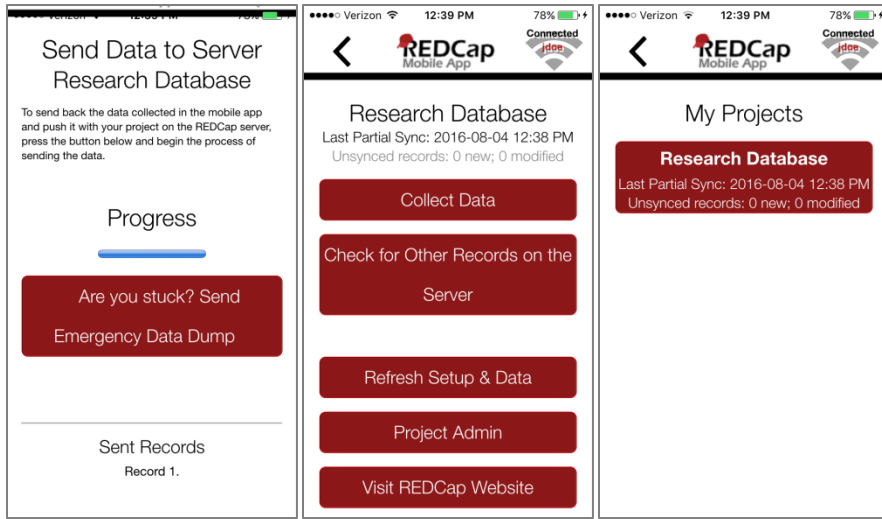 Send Data to Server
Research Database
To send back the data collected in the mobile app
and push it with your project on the REDCap server,
press the button below and begin the process of
sending the data.
Progress
Are you stuck? Send
Emergency Data Dump
Sent Records
Record 1.
Verizon 12:39 PM 78%
REDCap
Mobile App
Connected
jdae
Research Database
Last Partial Sync: 2016-08-04 12:38 PM
Unsynced records: 0 new; 0 modified
Collect Data
Check for Other Records on the
Server
Refresh Setup & Data
Project Admin
Visit REDCap Website
Verizon 12:39 PM 78%
REDCap
Mobile App
Connected
jdae
My Projects
Research Database
Last Partial Sync: 2016-08-04 12:38 PM
Unsynced records: 0 new; 0 modified